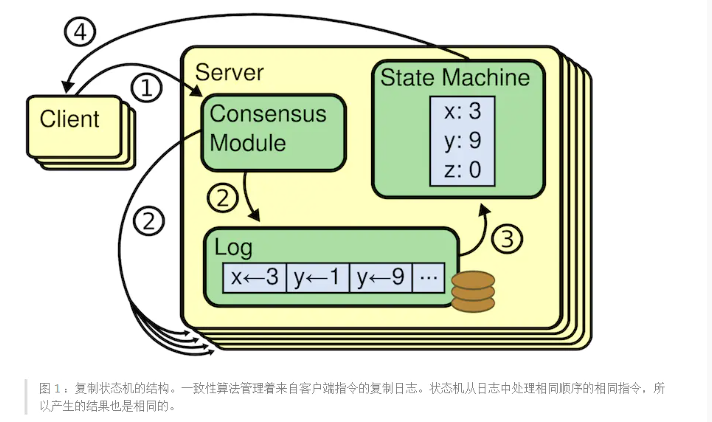 ④
Server
State Machine
①
x: 3
Client
Consensus
Module
y: 9
z: 0
②
②
③
Log
x←3 y←1 y←9 ···
图 1 ：复制状态机的结构。一致性算法管理着来自客户端指令的复制日志。状态机从日志中处理相同顺序的相同指令，所
以产生的结果也是相同的。